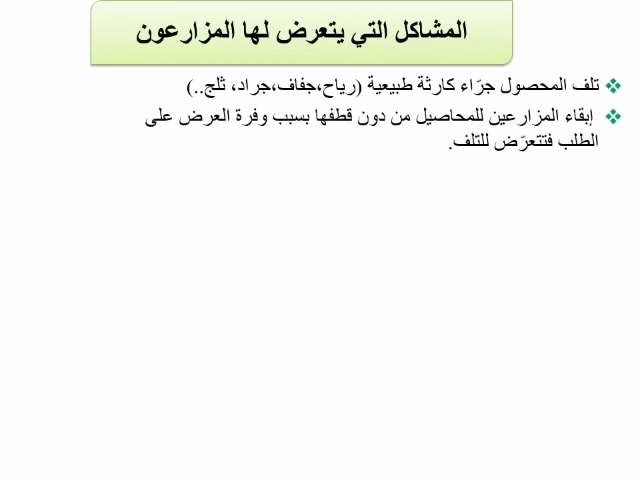 المشاكل التي يتعرض لها المزارعون
❖ تلف المحصول جرّاء كارثة طبيعية (رياح،جفاف،جراد، ثلج..)
❖ إبقاء المزارعين للمحاصيل من دون قطفها بسبب وفرة العرض على
الطلب فتتعرّض للتلف.